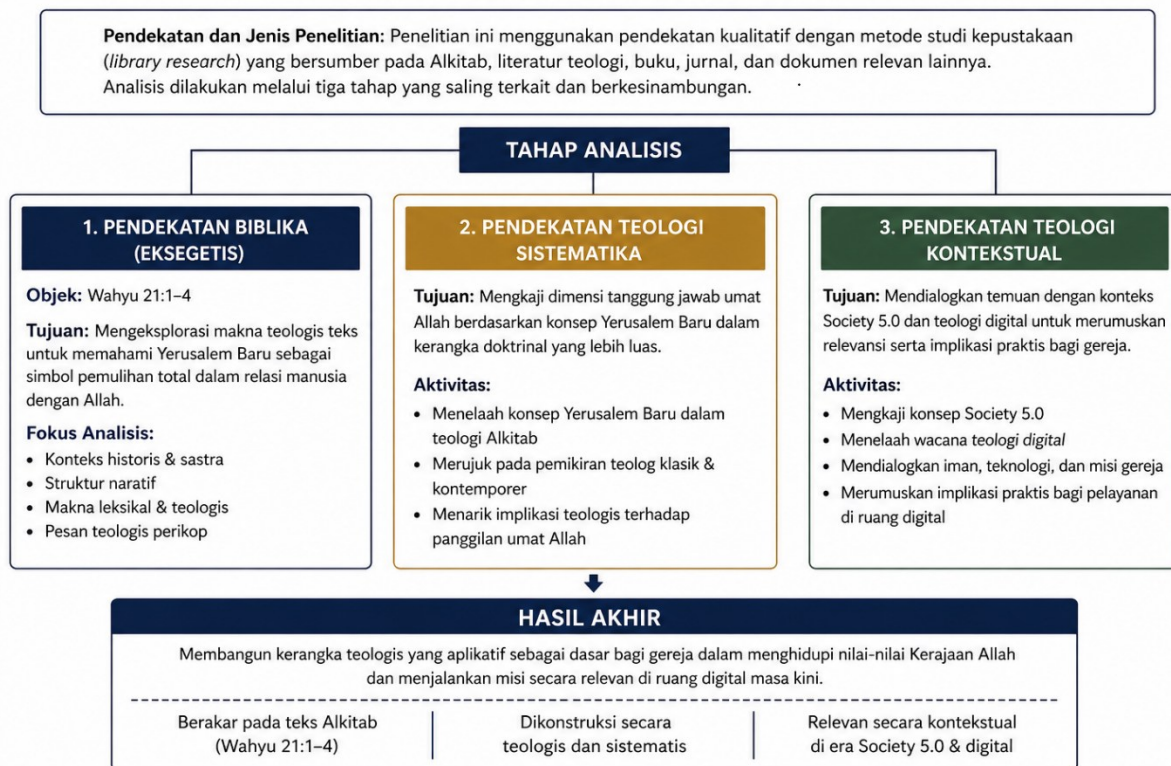 Pendekatan dan Jenis Penelitian: Penelitian ini menggunakan pendekatan kualitatif dengan metode studi kepustakaan
(library research) yang bersumber pada Alkitab, literatur teologi, buku, jurnal, dan dokumen relevan lainnya.
Analisis dilakukan melalui tiga tahap yang saling terkait dan berkesinambungan.
TAHAP ANALISIS
1. PENDEKATAN BIBLIKA
(EKSEGETIS)
Objek: Wahyu 21:1–4
Tujuan: Mengeksplorasi makna teologis teks
untuk memahami Yerusalem Baru sebagai
simbol pemulihan total dalam relasi manusia
dengan Allah.
Fokus Analisis:
• Konteks historis & sastra
• Struktur naratif
• Makna leksikal & teologis
• Pesan teologis perikop
2. PENDEKATAN TEOLOGI
SISTEMATIKA
Tujuan: Mengkaji dimensi tanggung jawab umat
Allah berdasarkan konsep Yerusalem Baru dalam
kerangka doktrinal yang lebih luas.
Aktivitas:
• Menelaah konsep Yerusalem Baru dalam
teologi Alkitab
• Merujuk pada pemikiran teolog klasik &
kontemporer
• Menarik implikasi teologis terhadap
panggilan umat Allah
3. PENDEKATAN TEOLOGI
KONTEKSTUAL
Tujuan: Mendialogkan temuan dengan konteks
Society 5.0 dan teologi digital untuk merumuskan
relevansi serta implikasi praktis bagi gereja.
Aktivitas:
• Mengkaji konsep Society 5.0
• Menelaah wacana teologi digital
• Mendialogkan iman, teknologi, dan misi gereja
• Merumuskan implikasi praktis bagi pelayanan
di ruang digital
HASIL AKHIR
Membangun kerangka teologis yang aplikatif sebagai dasar bagi gereja dalam menghidupi nilai-nilai Kerajaan Allah
dan menjalankan misi secara relevan di ruang digital masa kini.
Berakar pada teks Alkitab
(Wahyu 21:1–4)
Dikonstruksi secara
teologis dan sistematis
Relevan secara kontekstual
di era Society 5.0 & digital